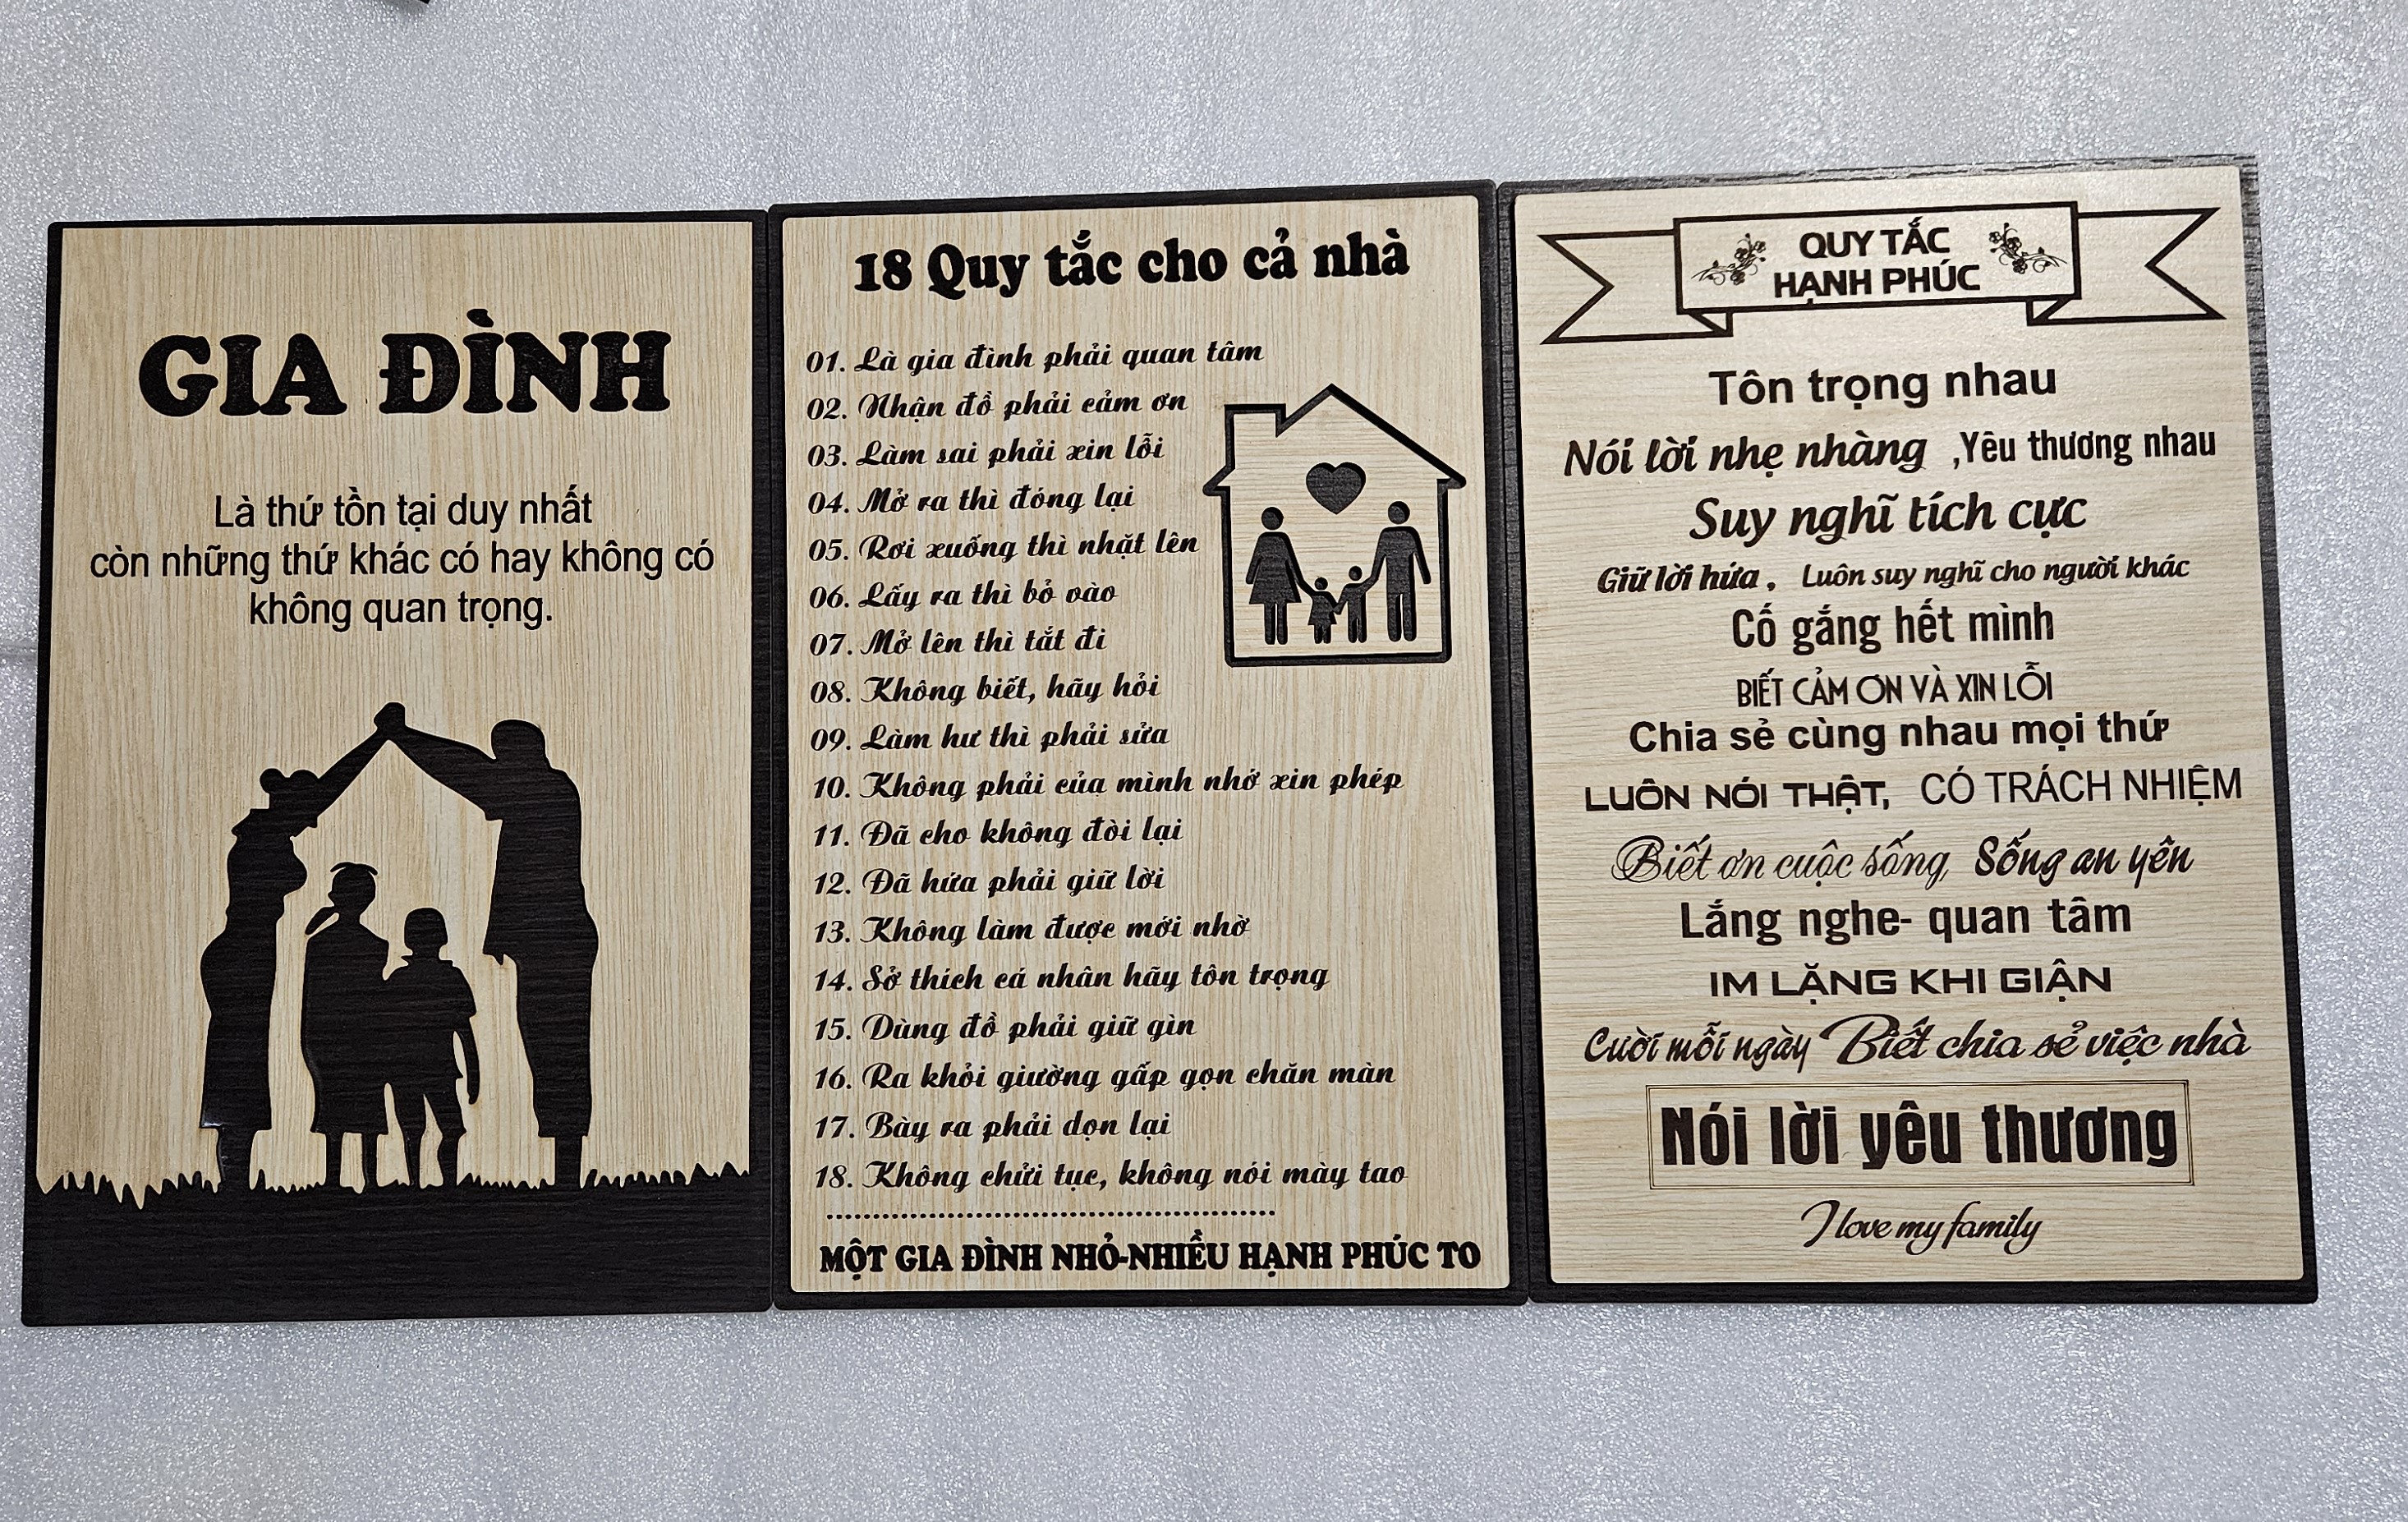 GIA ĐÌNH
Là thứ tồn tại duy nhất
còn những thứ khác có hay không có
không quan trọng.
18 Quy tắc cho cả nhà
01. Là gia đình phải quan tâm
02. Nhận đồ phải cảm ơn
03. Làm sai phải xin lỗi
04. Mở ra thì đóng lại
05. Rơi xuống thì nhặt lên
06. Lấy ra thì bỏ vào
07. Mở lên thì tắt đi
08. Không biết, hãy hỏi
09. Làm hư thì phải sửa
10. Không phải của mình nhớ xin phép
11. Đã cho không đòi lại
12. Đã hứa phải giữ lời
13. Không làm được mới nhờ
14. Sở thích cá nhân hãy tôn trọng
15. Dùng đồ phải giữ gìn
16. Ra khỏi giường gấp gọn chăn màn
17. Bày ra phải dọn lại
18. Không chửi tục, không nói mày tao
MỘT GIA ĐÌNH NHỎ-NHIỀU HẠNH PHÚC TO
QUY TẮC
HẠNH PHÚC
Tôn trọng nhau
Nói lời nhẹ nhàng ,Yêu thương nhau
Suy nghĩ tích cực
Giữ lời hứa , Luôn suy nghĩ cho người khác
Cố gắng hết mình
BIẾT CẢM ƠN VÀ XIN LỖI
Chia sẻ cùng nhau mọi thứ
LUÔN NÓI THẬT, CÓ TRÁCH NHIỆM
Biết ơn cuộc sống, Sống an yên
Lắng nghe- quan tâm
IM LẶNG KHI GIẬN
Cười mỗi ngày Biết chia sẻ việc nhà
Nói lời yêu thương
I love my family